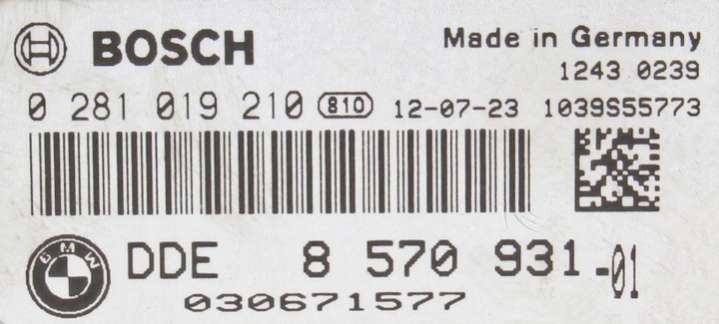 BOSCH
Made in Germany
1243 0239
0 281 019 210 810 12-07-23 1039S55773
BMW
DDE 8 570 931-01
030671577